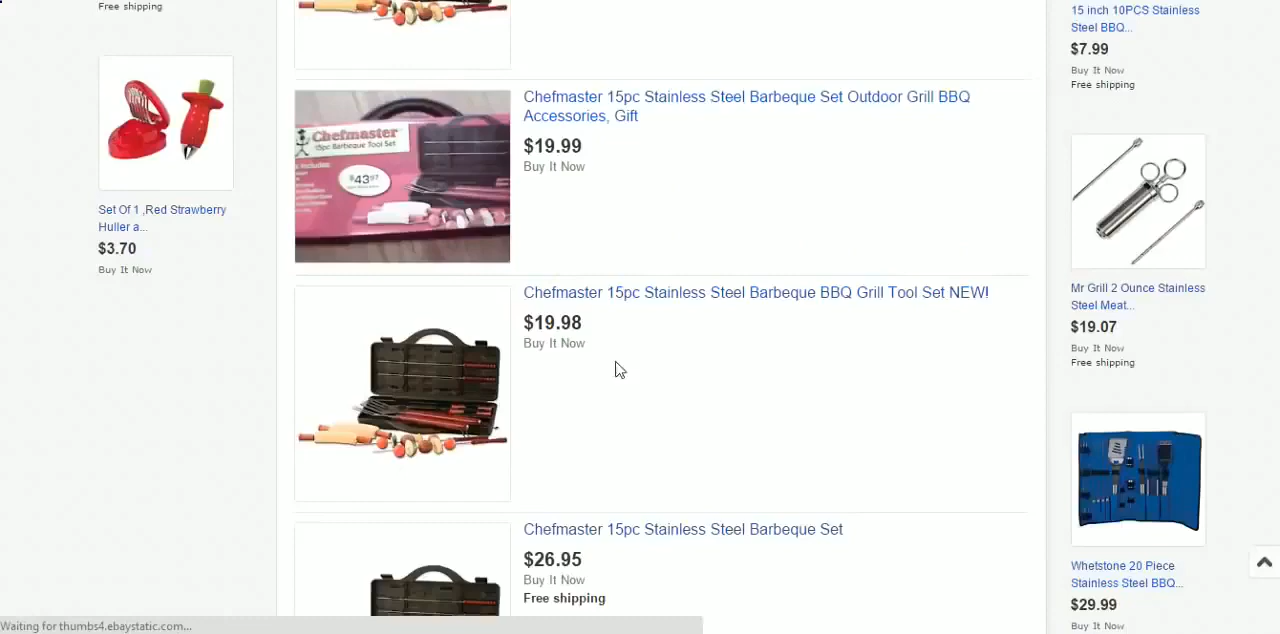 Free shipping
Set Of 1 ,Red Strawberry
Huller a...
$3.70
Buy It Now
Chefmaster
15pc Barbeque Tool Set
$43.97
Chefmaster 15pc Stainless Steel Barbeque Set Outdoor Grill BBQ
Accessories, Gift
$19.99
Buy It Now
Chefmaster 15pc Stainless Steel Barbeque BBQ Grill Tool Set NEW!
$19.98
Buy It Now
Chefmaster 15pc Stainless Steel Barbeque Set
$26.95
Buy It Now
Free shipping
15 inch 10PCS Stainless
Steel BBQ...
$7.99
Buy It Now
Free shipping
Mr Grill 2 Ounce Stainless
Steel Meat...
$19.07
Buy It Now
Free shipping
Whetstone 20 Piece
Stainless Steel BBQ...
$29.99
Buy It Now
Waiting for thumbs4.ebaystatic.com...